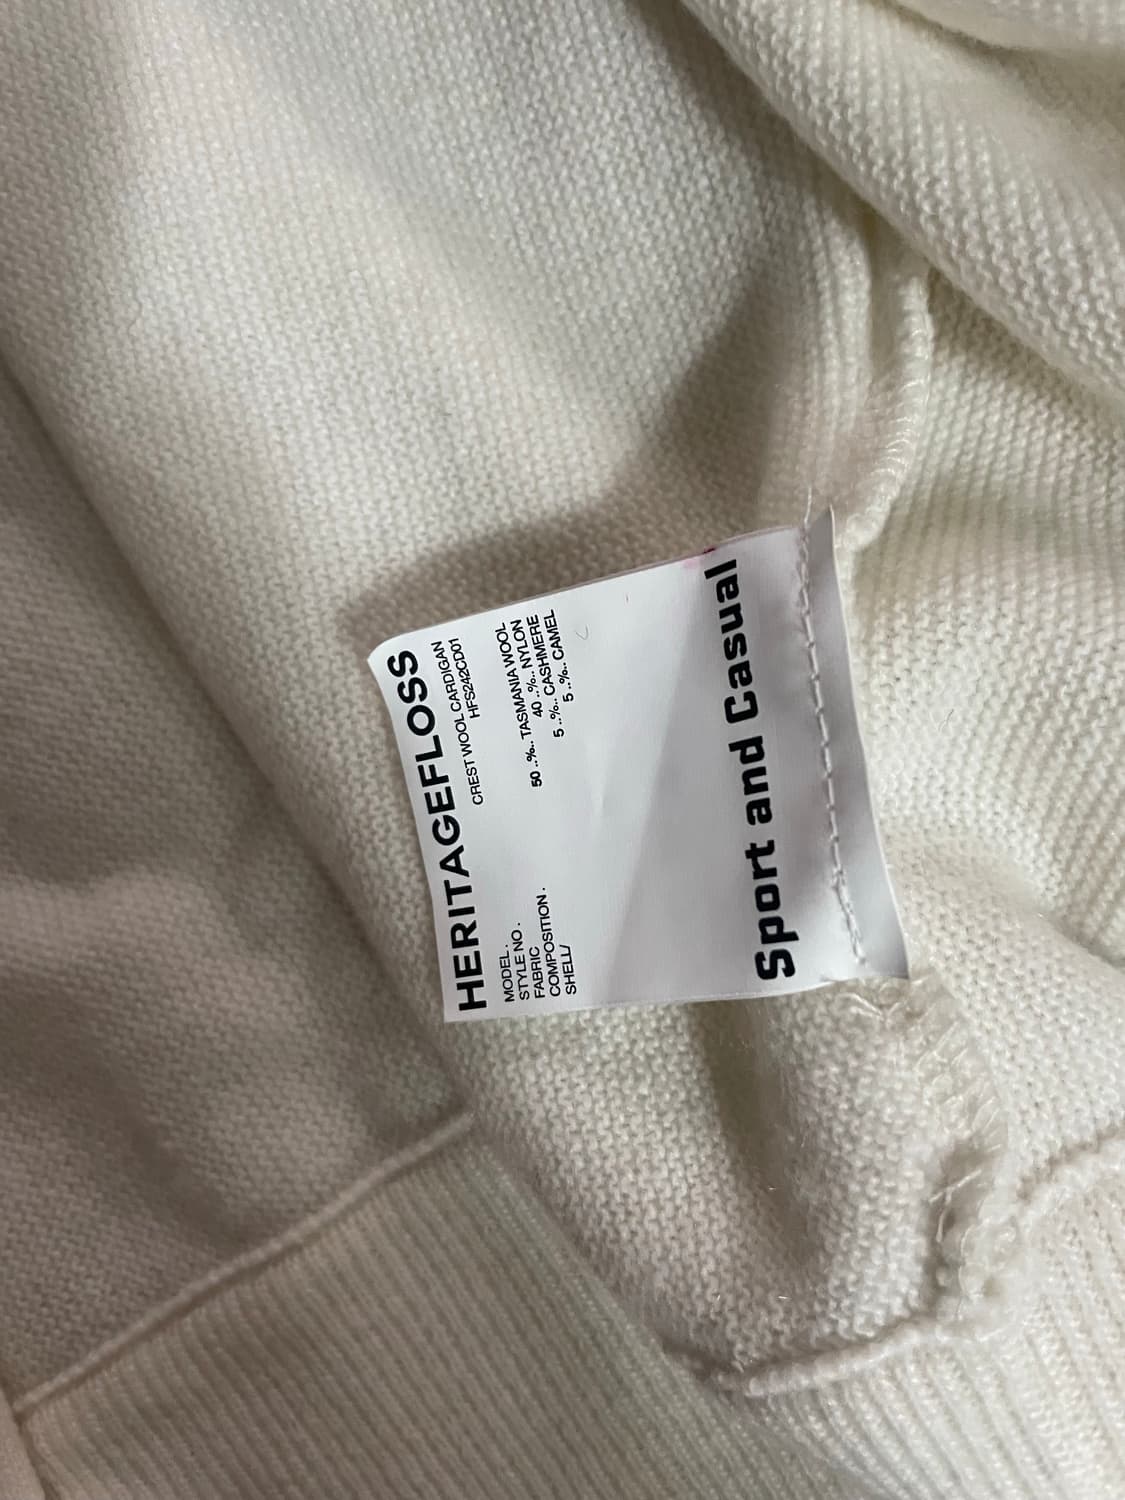 HERITAGEFLOSS
MODEL. CREST WOOL CARDIGAN
STYLE NO. HFS242CD01
FABRIC
COMPOSITION.
SHELL/ 50 ..%.. TASMANIA WOOL
40 ..%.. NYLON
5 ..%.. CASHMERE
5 ..%.. CAMEL
Sport and Casual